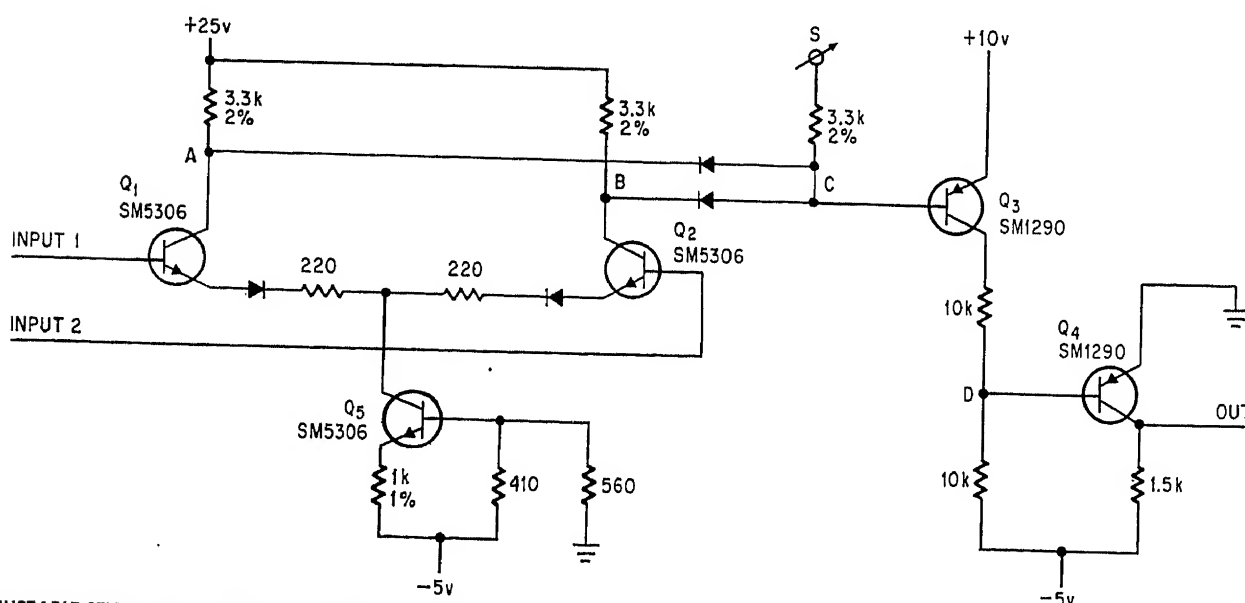 +25v
S
+10v
3.3k
2%
3.3k
2%
3.3k
2%
A
B
C
Q1
SM5306
Q2
SM5306
Q3
SM1290
INPUT 1
220
220
INPUT 2
10k
Q4
SM1290
D
Q5
SM5306
OUT
1k
1%
410
560
10k
1.5k
-5v
-5v